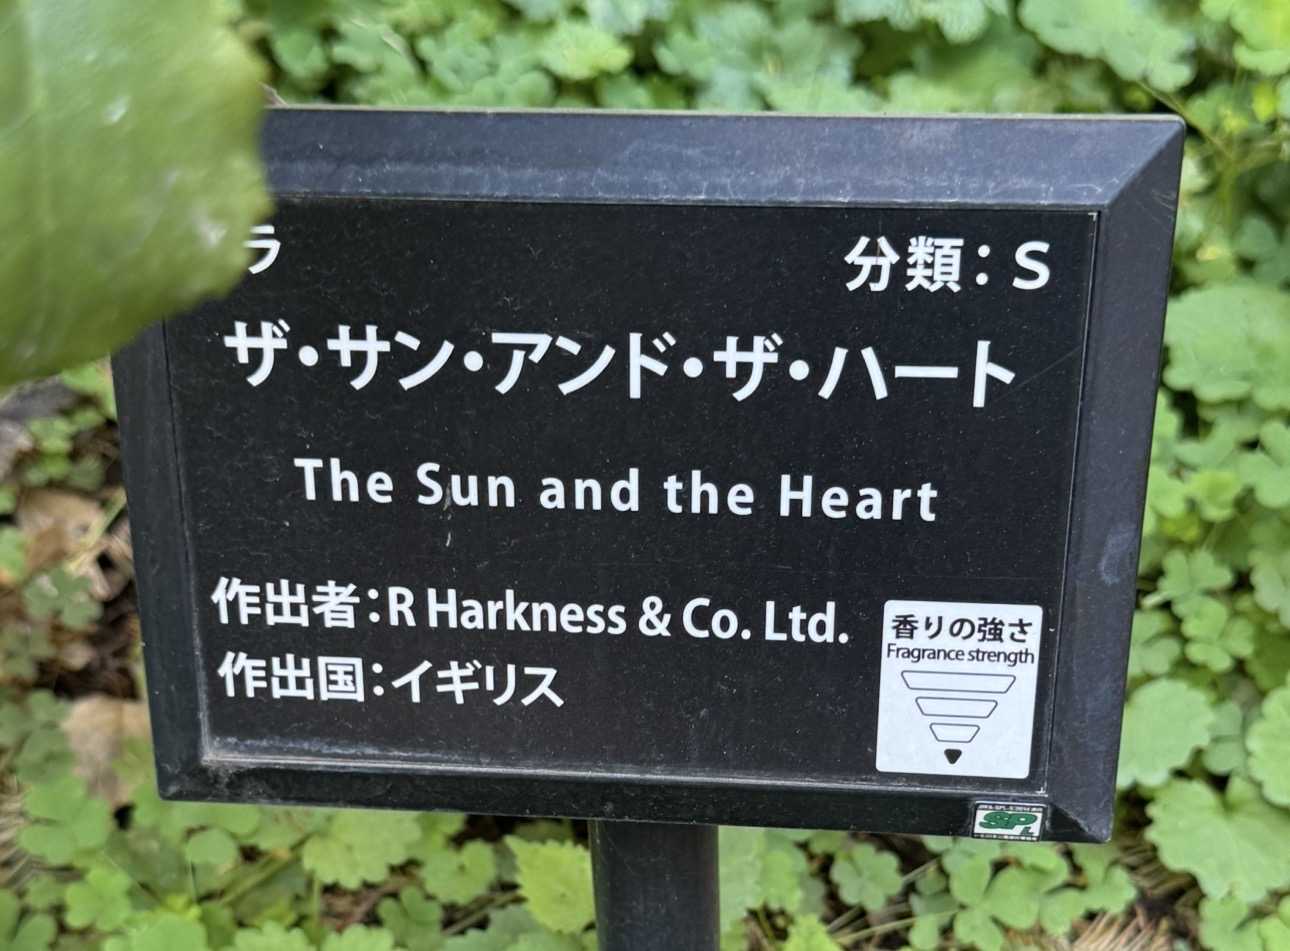 ラ
分類：S
ザ・サン・アンド・ザ・ハート
The Sun and the Heart
作出者：R Harkness & Co. Ltd.
作出国：イギリス
香りの強さ
Fragrance strength
SP